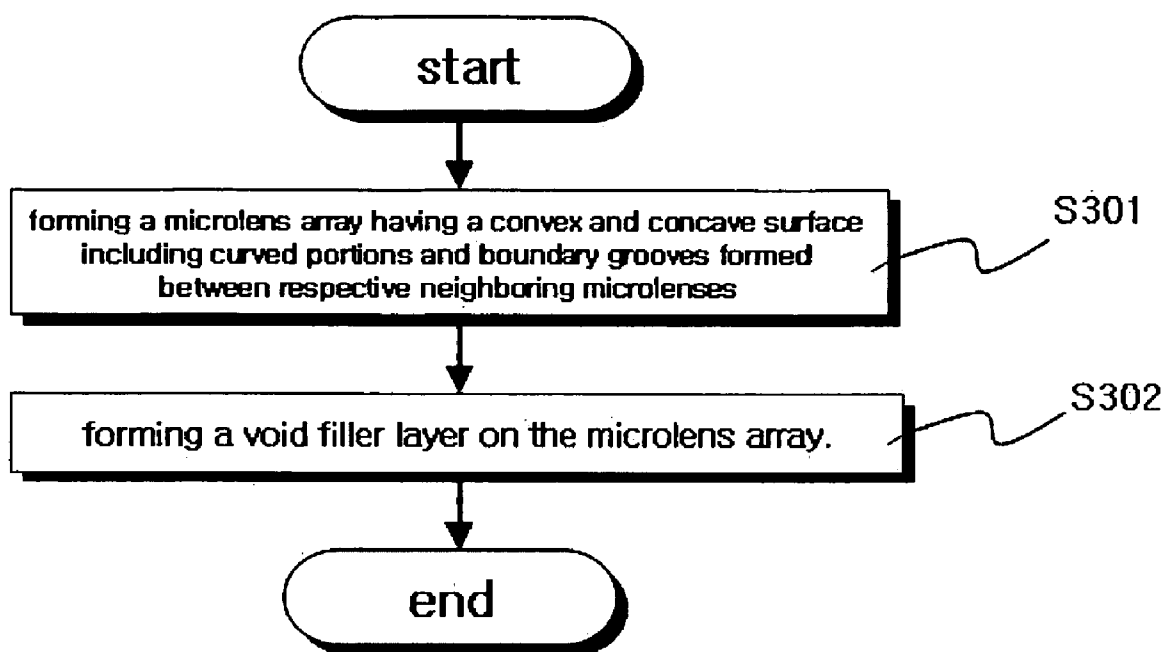 start
forming a microlens array having a convex and concave surface
including curved portions and boundary grooves formed
between respective neighboring microlenses
S301
forming a void filler layer on the microlens array.
S302
end